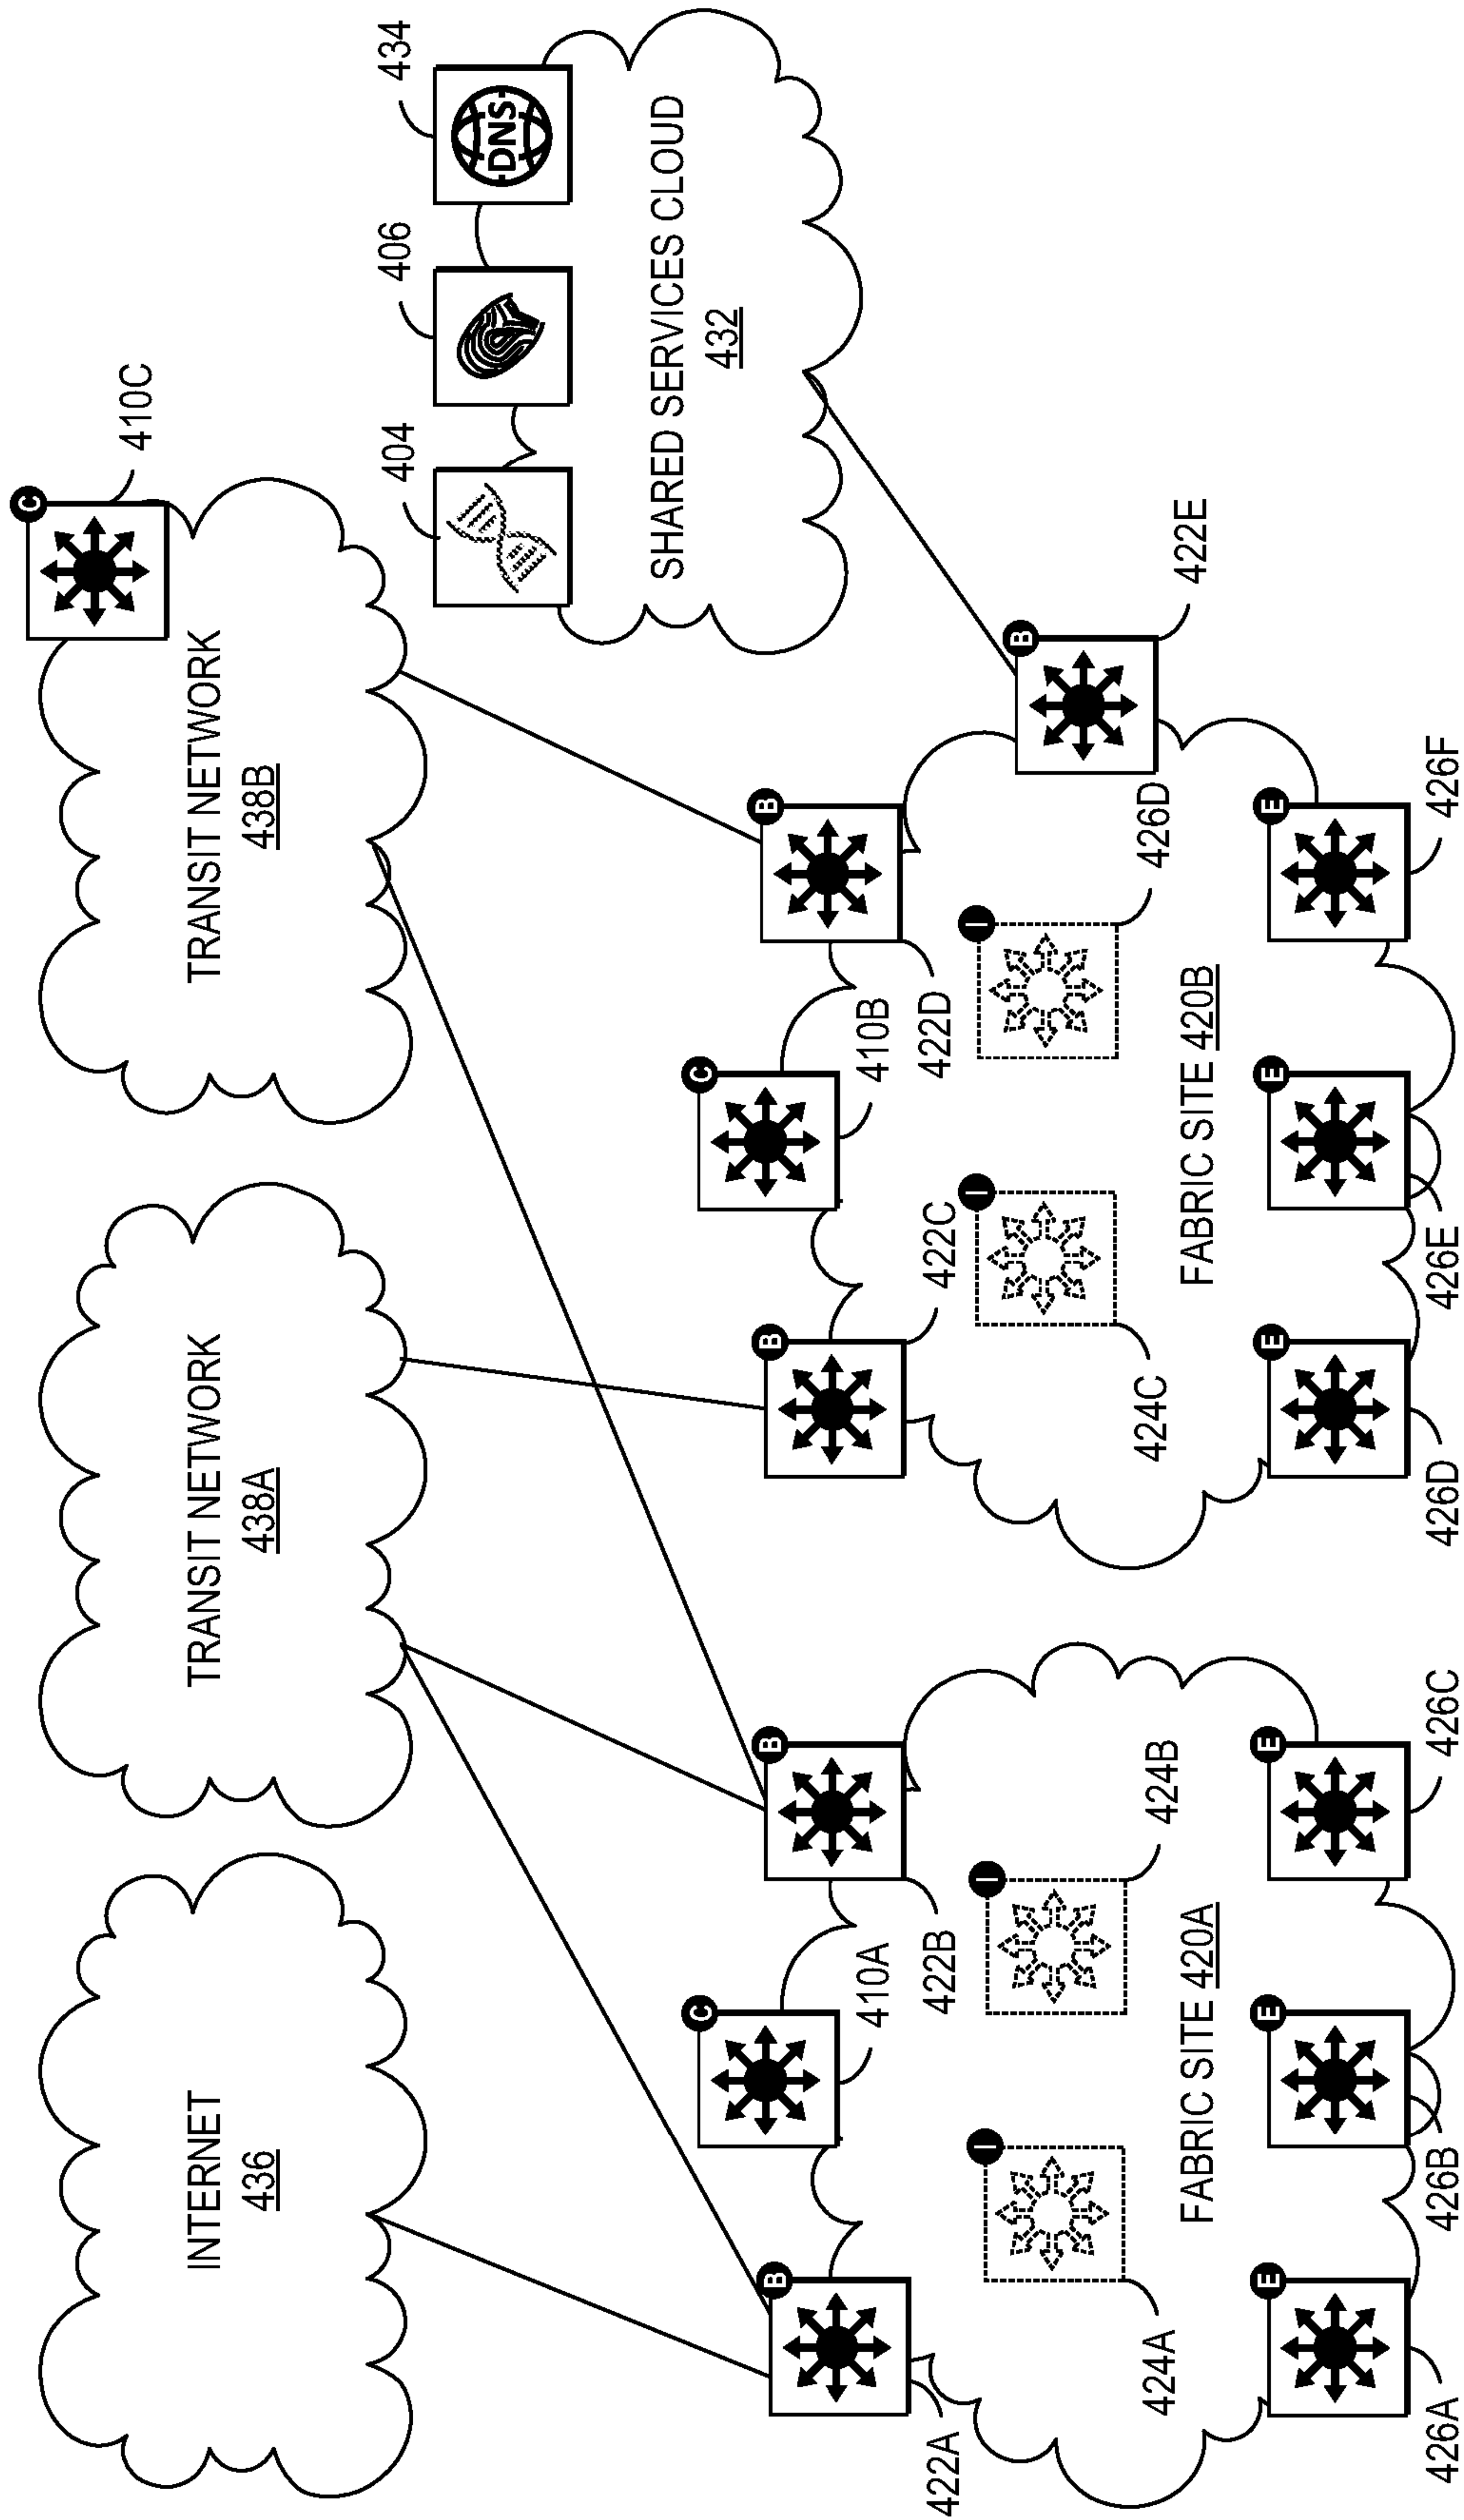 INTERNET
436
TRANSIT NETWORK
438A
TRANSIT NETWORK
438B
C
410C
404
406
434
DNS
SHARED SERVICES CLOUD
432
B
422A
C
410A
B
422B
I
424A
I
424B
FABRIC SITE 420A
E
426A
E
426B
E
426C
B
422C
C
410B
B
422D
B
422E
I
424C
I
426D
FABRIC SITE 420B
E
426D
E
426E
E
426F